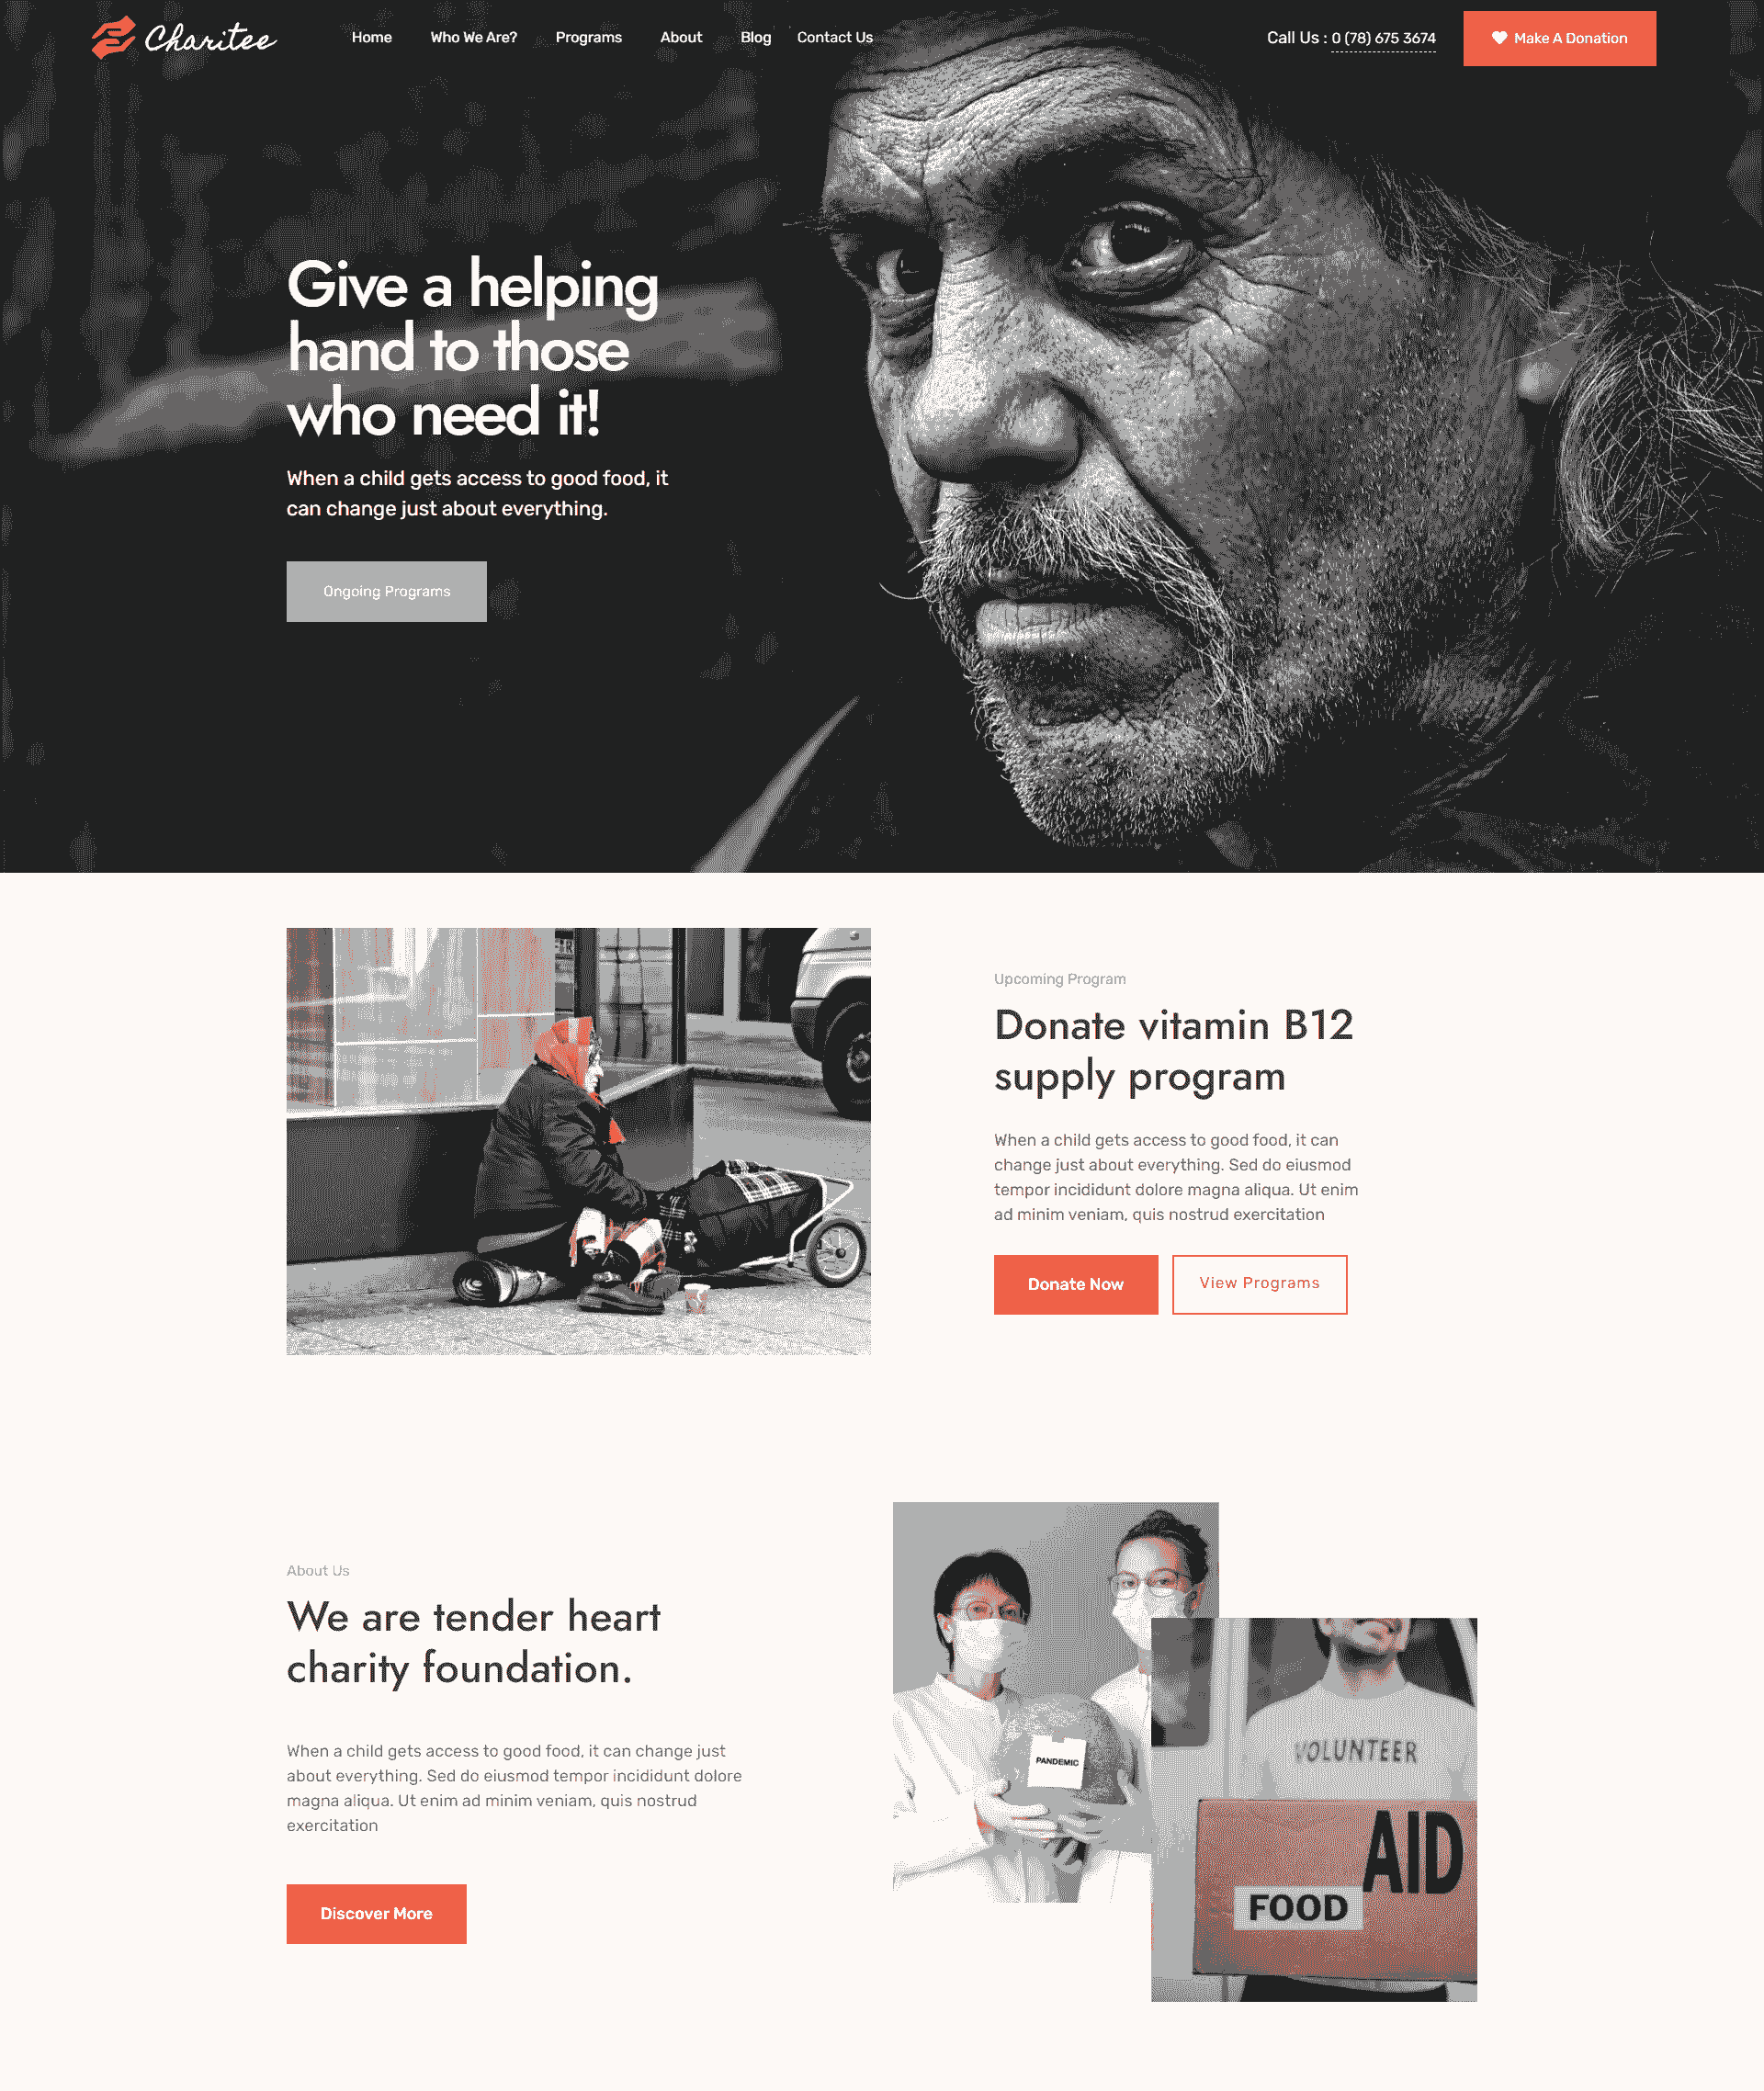 Charitee
Home Who We Are? Programs About Blog Contact Us
Call Us : 0 (78) 675 3674
Make A Donation
Give a helping
hand to those
who need it!
When a child gets access to good food, it
can change just about everything.
Ongoing Programs
Upcoming Program
Donate vitamin B12
supply program
When a child gets access to good food, it can
change just about everything. Sed do eiusmod
tempor incididunt dolore magna aliqua. Ut enim
ad minim veniam, quis nostrud exercitation
Donate Now
View Programs
About Us
We are tender heart
charity foundation.
When a child gets access to good food, it can change just
about everything. Sed do eiusmod tempor incididunt dolore
magna aliqua. Ut enim ad minim veniam, quis nostrud
exercitation
Discover More
PANDEMIC
VOLUNTEER
AID
FOOD